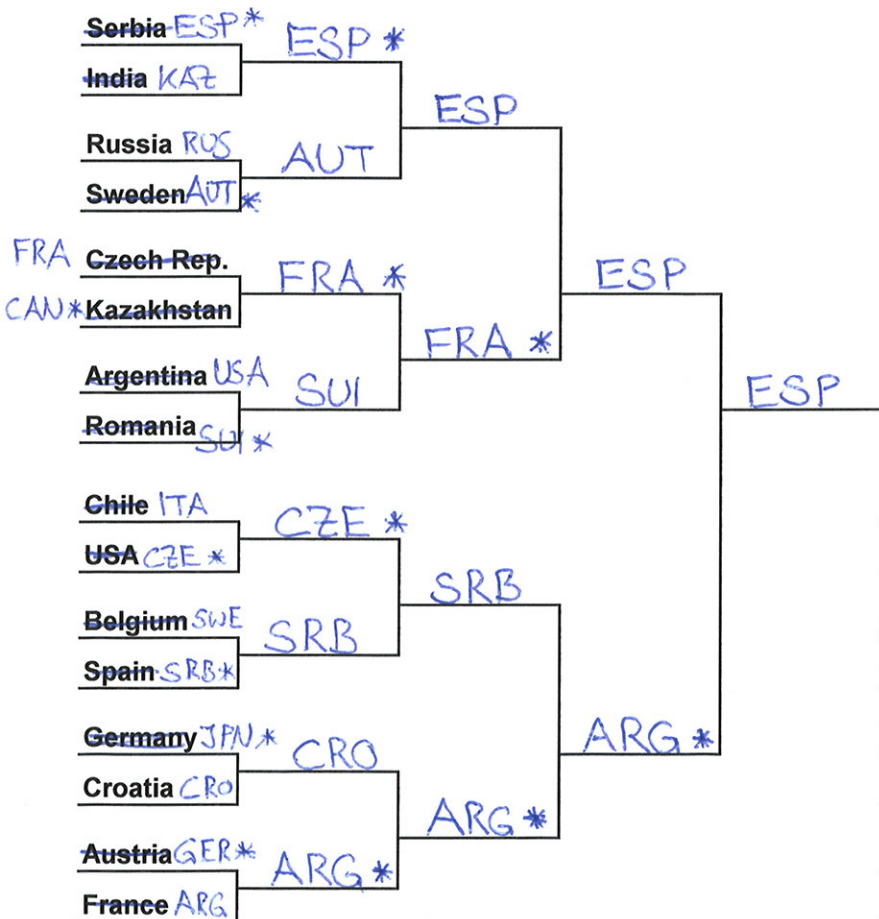 Serbia ESP *
ESP *
India KAZ
ESP
Russia RUS
AUT
Sweden AUT *
FRA Czech Rep.
FRA *
ESP
CAN * Kazakhstan
FRA *
Argentina USA
SUI
ESP
Romania SUI *
Chile ITA
CZE *
USA CZE *
SRB
Belgium SWE
SRB
Spain SRB *
Germany JPN *
CRO
ARG *
Croatia CRO
ARG *
Austria GER *
ARG *
France ARG